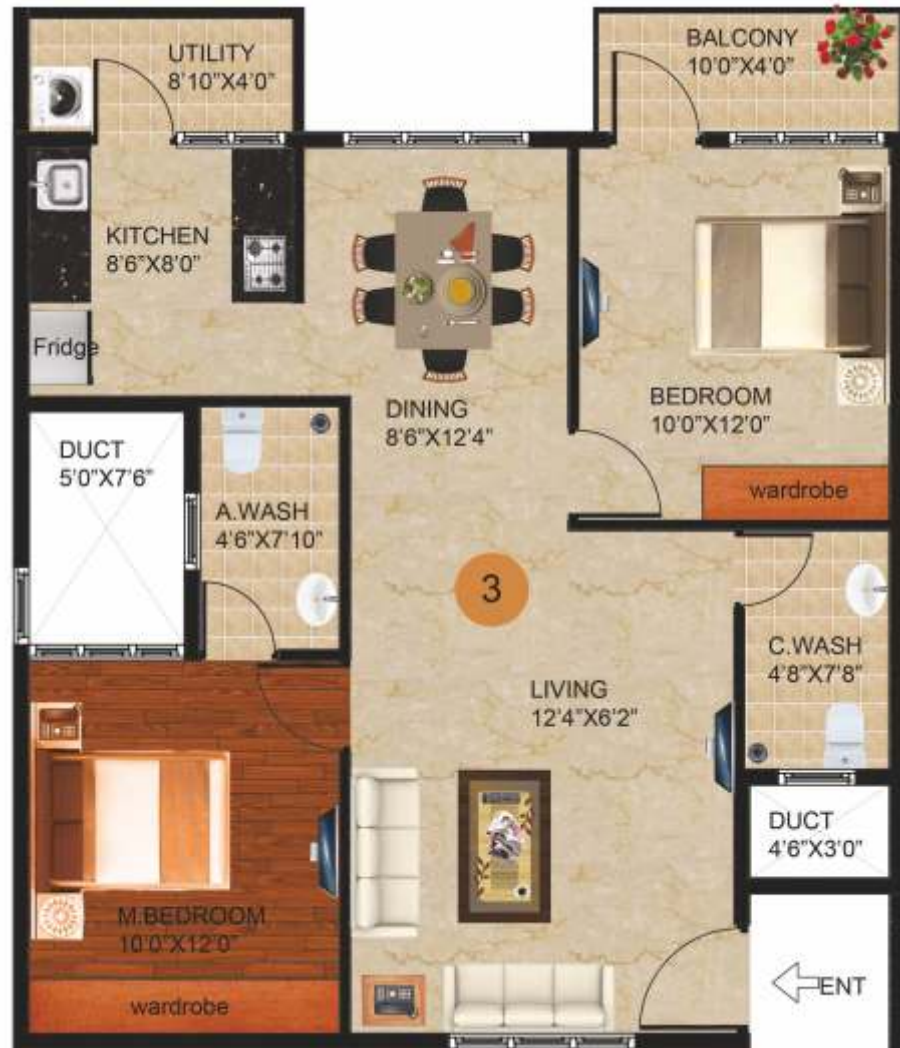 UTILITY
8'10"X4'0"
BALCONY
10'0"X4'0"
KITCHEN
8'6"X8'0"
Fridge
DINING
8'6"X12'4"
BEDROOM
10'0"X12'0"
wardrobe
DUCT
5'0"X7'6"
A.WASH
4'6"X7'10"
3
C.WASH
4'8"X7'8"
LIVING
12'4"X6'2"
DUCT
4'6"X3'0"
M.BEDROOM
10'0"X12'0"
wardrobe
ENT